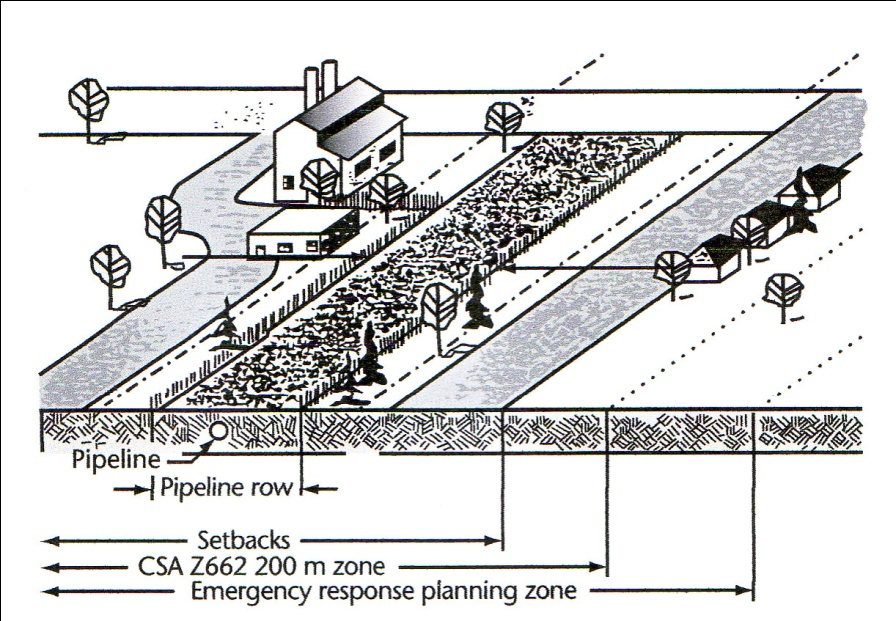 Pipeline
Pipeline row
Setbacks
CSA Z662 200 m zone
Emergency response planning zone